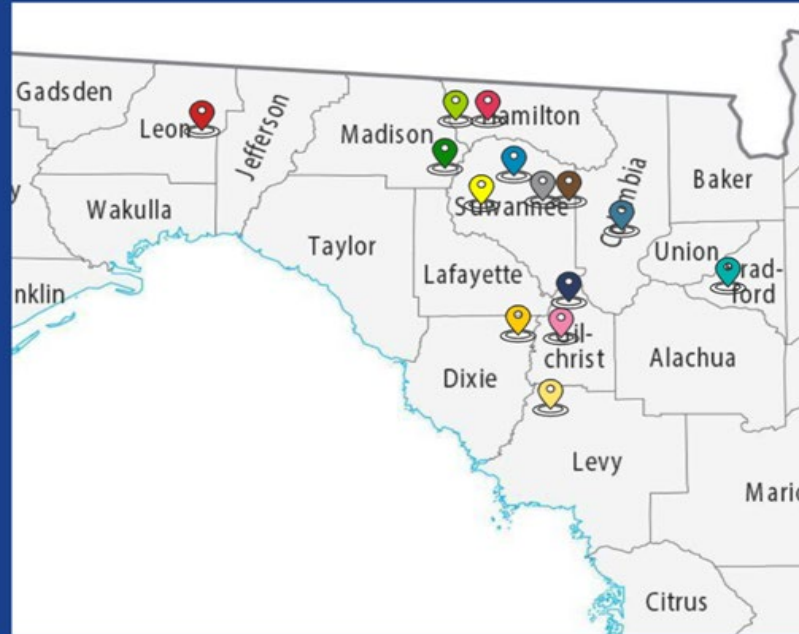 Gadsden
Leon
Jefferson
Madison
Hamilton
Baker
Wakulla
Suwannee
Columbia
Taylor
Lafayette
Union
Brad-
ford
nklin
y
Gil-
christ
Alachua
Dixie
Levy
Mario
Citrus